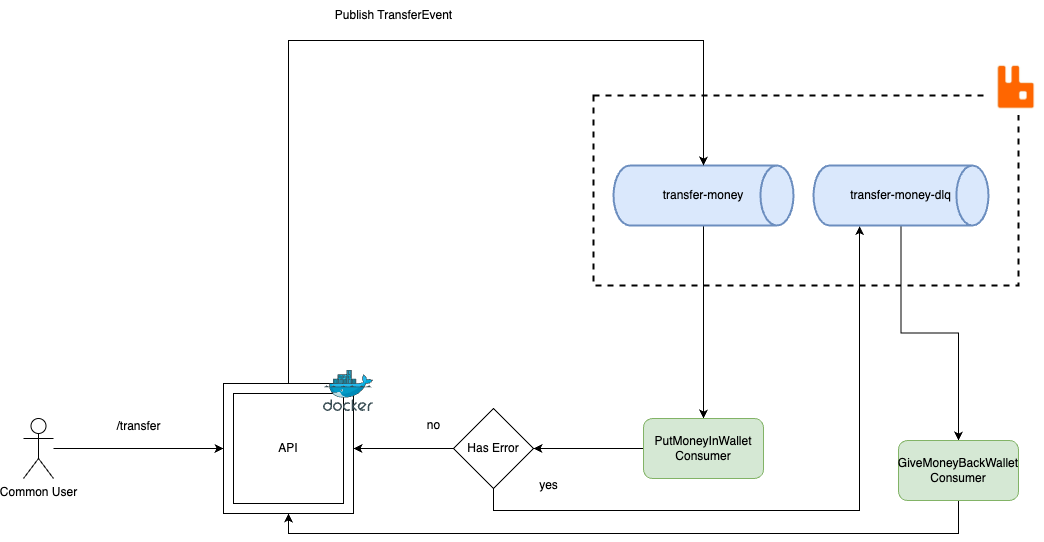 Publish TransferEvent
transfer-money
transfer-money-dlq
docker
/transfer
API
no
Has Error
yes
PutMoneyInWallet
Consumer
GiveMoneyBackWallet
Consumer
Common User